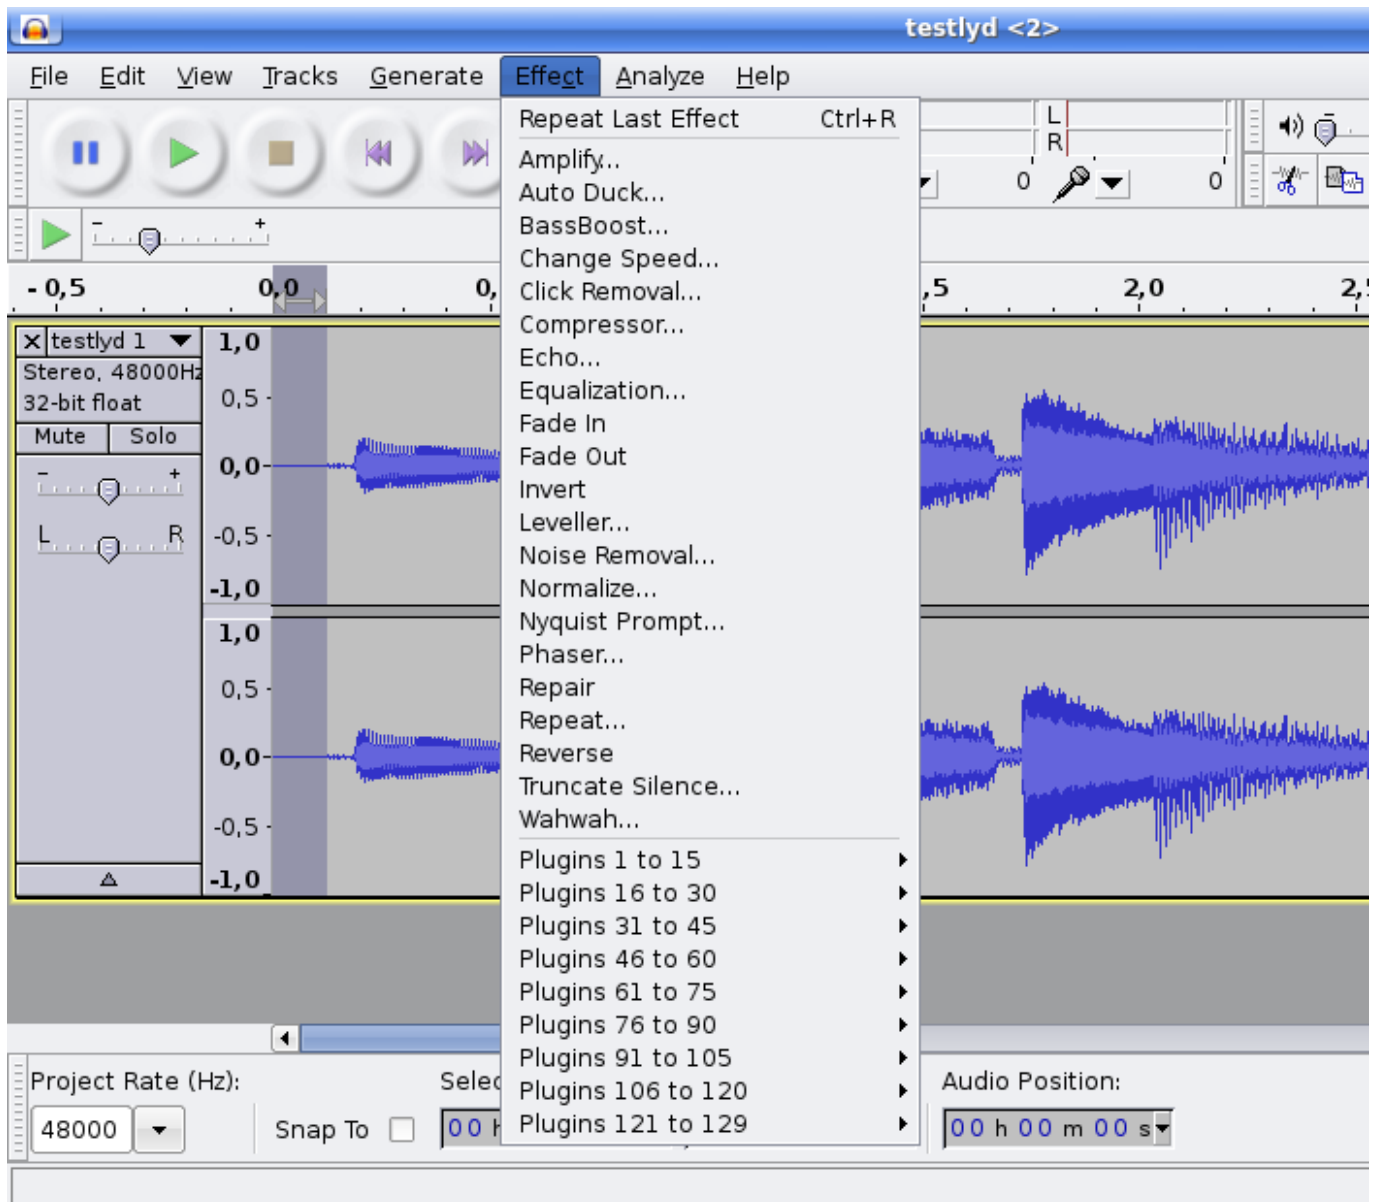 testlyd <2>
File Edit View Tracks Generate Effect Analyze Help
Repeat Last Effect Ctrl+R
Amplify...
Auto Duck...
BassBoost...
Change Speed...
Click Removal...
Compressor...
Echo...
Equalization...
Fade In
Fade Out
Invert
Leveller...
Noise Removal...
Normalize...
Nyquist Prompt...
Phaser...
Repair
Repeat...
Reverse
Truncate Silence...
Wahwah...
Plugins 1 to 15
Plugins 16 to 30
Plugins 31 to 45
Plugins 46 to 60
Plugins 61 to 75
Plugins 76 to 90
Plugins 91 to 105
Plugins 106 to 120
Plugins 121 to 129
L
R
0 0
- +
- 0,5 0,0 0, ,5 2,0 2,
X testlyd 1
Stereo, 48000Hz
32-bit float
Mute Solo
- +
L R
1,0
0,5
0,0
-0,5
-1,0
1,0
0,5
0,0
-0,5
-1,0
Project Rate (Hz):
48000
Snap To
Audio Position:
00 h 00 m 00 s